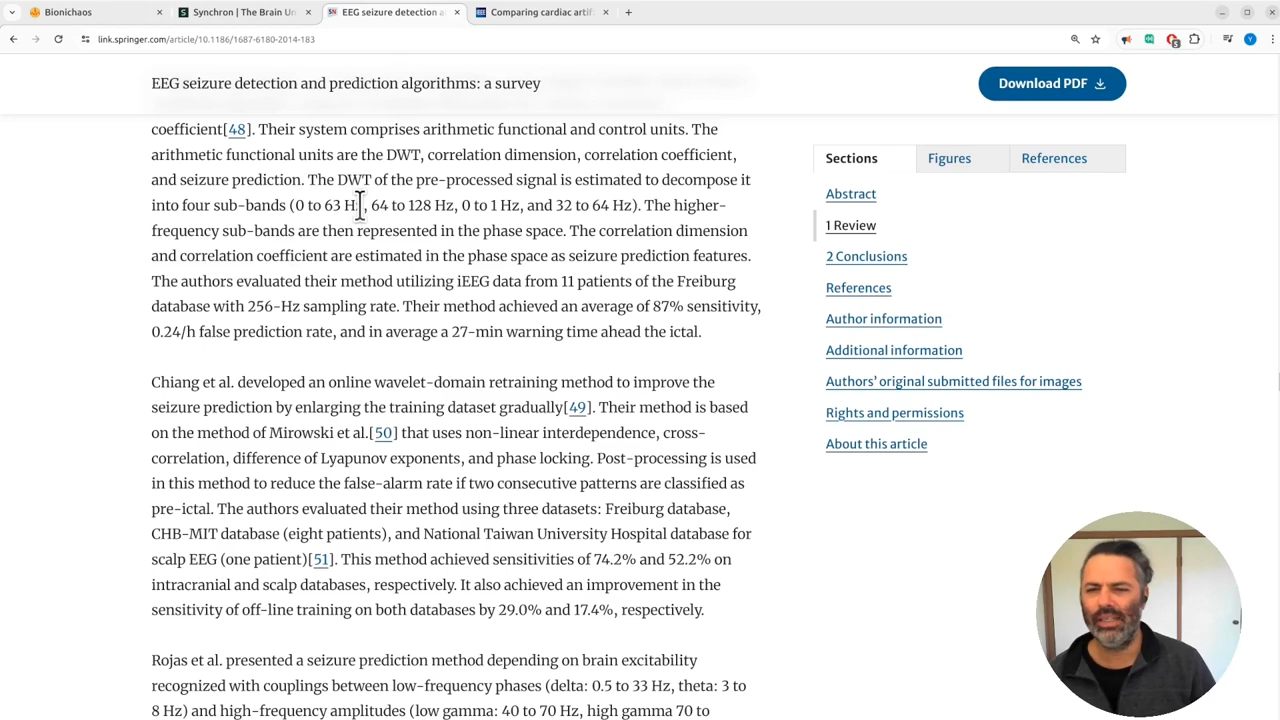 Bionichaos
Synchron | The Brain Un
EEG seizure detection a
Comparing cardiac artif
link.springer.com/article/10.1186/1687-6180-2014-183
EEG seizure detection and prediction algorithms: a survey
Download PDF
coefficient[48]. Their system comprises arithmetic functional and control units. The
arithmetic functional units are the DWT, correlation dimension, correlation coefficient,
and seizure prediction. The DWT of the pre-processed signal is estimated to decompose it
into four sub-bands (0 to 63 Hz, 64 to 128 Hz, 0 to 1 Hz, and 32 to 64 Hz). The higher-
frequency sub-bands are then represented in the phase space. The correlation dimension
and correlation coefficient are estimated in the phase space as seizure prediction features.
The authors evaluated their method utilizing iEEG data from 11 patients of the Freiburg
database with 256-Hz sampling rate. Their method achieved an average of 87% sensitivity,
0.24/h false prediction rate, and in average a 27-min warning time ahead the ictal.
Chiang et al. developed an online wavelet-domain retraining method to improve the
seizure prediction by enlarging the training dataset gradually[49]. Their method is based
on the method of Mirowski et al.[50] that uses non-linear interdependence, cross-
correlation, difference of Lyapunov exponents, and phase locking. Post-processing is used
in this method to reduce the false-alarm rate if two consecutive patterns are classified as
pre-ictal. The authors evaluated their method using three datasets: Freiburg database,
CHB-MIT database (eight patients), and National Taiwan University Hospital database for
scalp EEG (one patient)[51]. This method achieved sensitivities of 74.2% and 52.2% on
intracranial and scalp databases, respectively. It also achieved an improvement in the
sensitivity of off-line training on both databases by 29.0% and 17.4%, respectively.
Rojas et al. presented a seizure prediction method depending on brain excitability
recognized with couplings between low-frequency phases (delta: 0.5 to 33 Hz, theta: 3 to
8 Hz) and high-frequency amplitudes (low gamma: 40 to 70 Hz, high gamma 70 to
Sections
Figures
References
Abstract
1 Review
2 Conclusions
References
Author information
Additional information
Authors' original submitted files for images
Rights and permissions
About this article